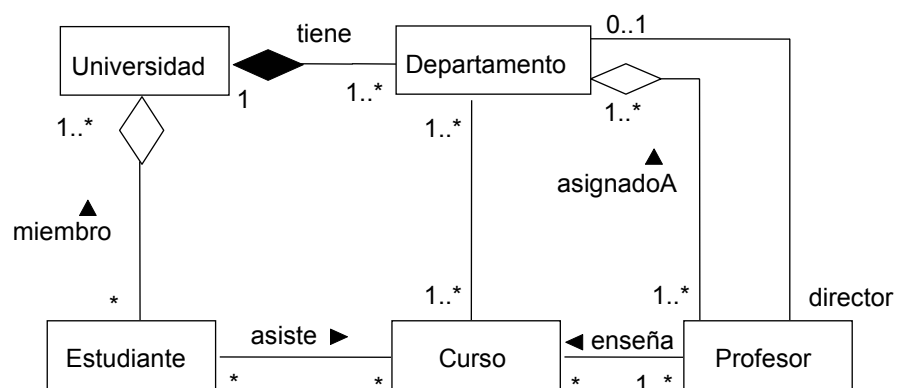 tiene
0..1
Universidad
Departamento
1
1..*
1..*
1..*
1..*
asignadoA
miembro
*
1..*
1..*
director
asiste
enseña
Estudiante
Curso
Profesor
*
*
*
1..*